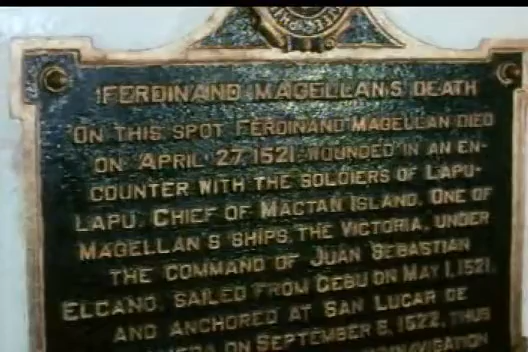 FERDINAND MAGELLAN'S DEATH
ON THIS SPOT FERDINAND MAGELLAN DIED
ON APRIL 27, 1521, WOUNDED IN AN EN-
COUNTER WITH THE SOLDIERS OF LAPU-
LAPU, CHIEF OF MACTAN ISLAND. ONE OF
MAGELLAN'S SHIPS, THE VICTORIA, UNDER
THE COMMAND OF JUAN SEBASTIAN
ELCANO, SAILED FROM CEBU ON MAY 1, 1521,
AND ANCHORED AT SAN LUCAR DE
ON SEPTEMBER 6, 1522, THUS